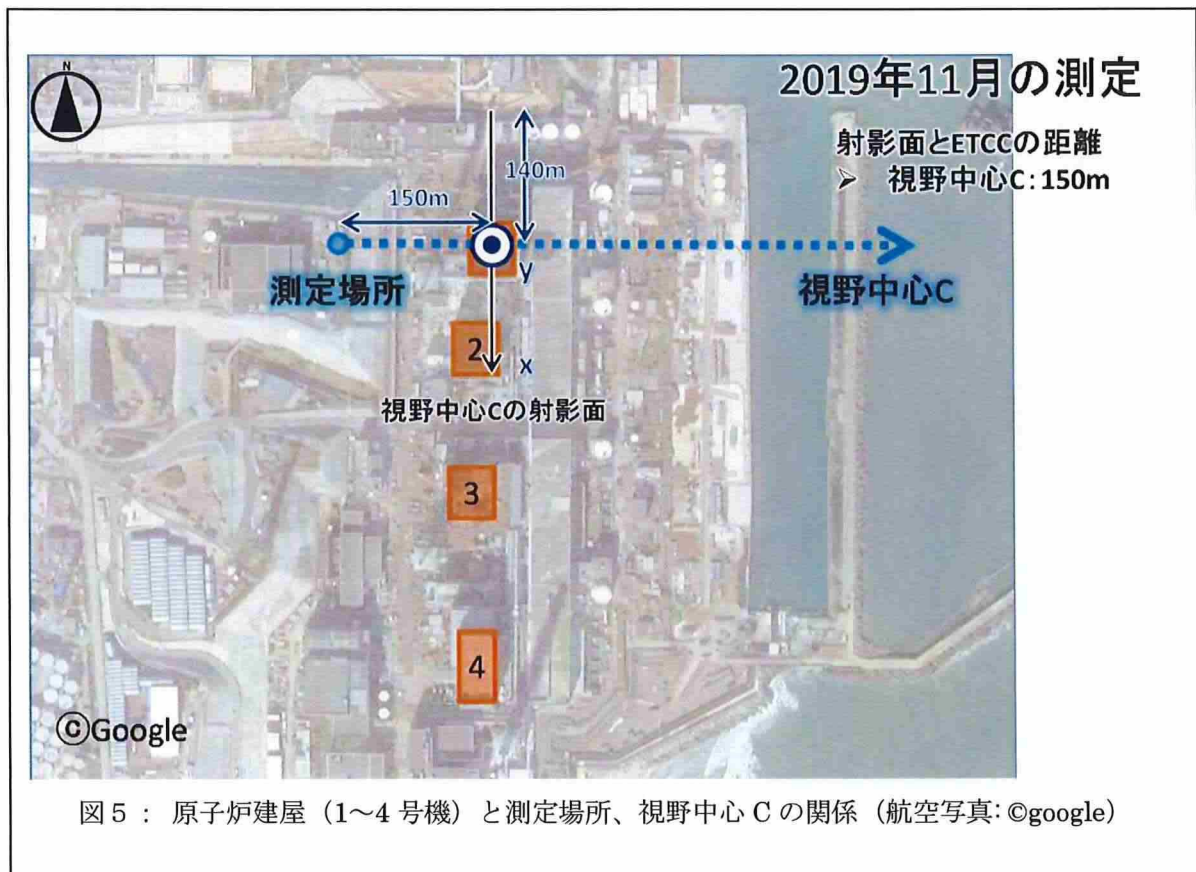 N
2019年11月の測定
射影面とETCCの距離
➢ 視野中心C:150m
140m
150m
測定場所
y
視野中心C
2
x
視野中心Cの射影面
3
4
©Google
図5: 原子炉建屋(1~4号機)と測定場所、視野中心Cの関係(航空写真:©google)